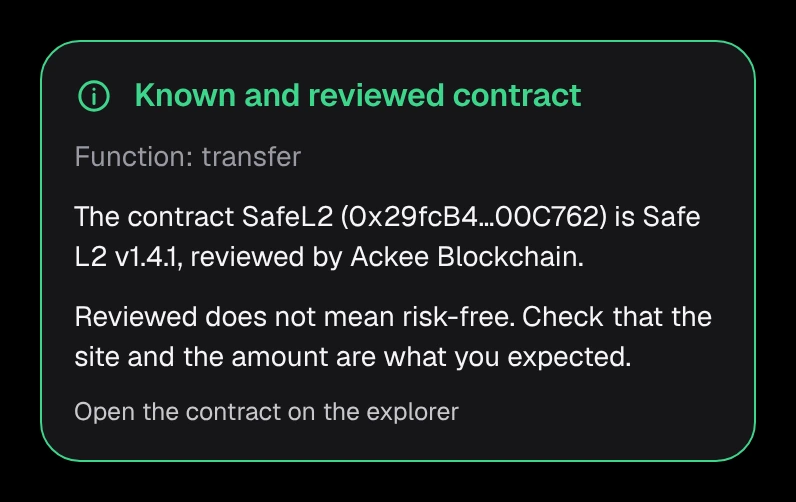 Known and reviewed contract
Function: transfer
The contract SafeL2 (0x29fcB4...00C762) is Safe
L2 v1.4.1, reviewed by Ackee Blockchain.
Reviewed does not mean risk-free. Check that the
site and the amount are what you expected.
Open the contract on the explorer